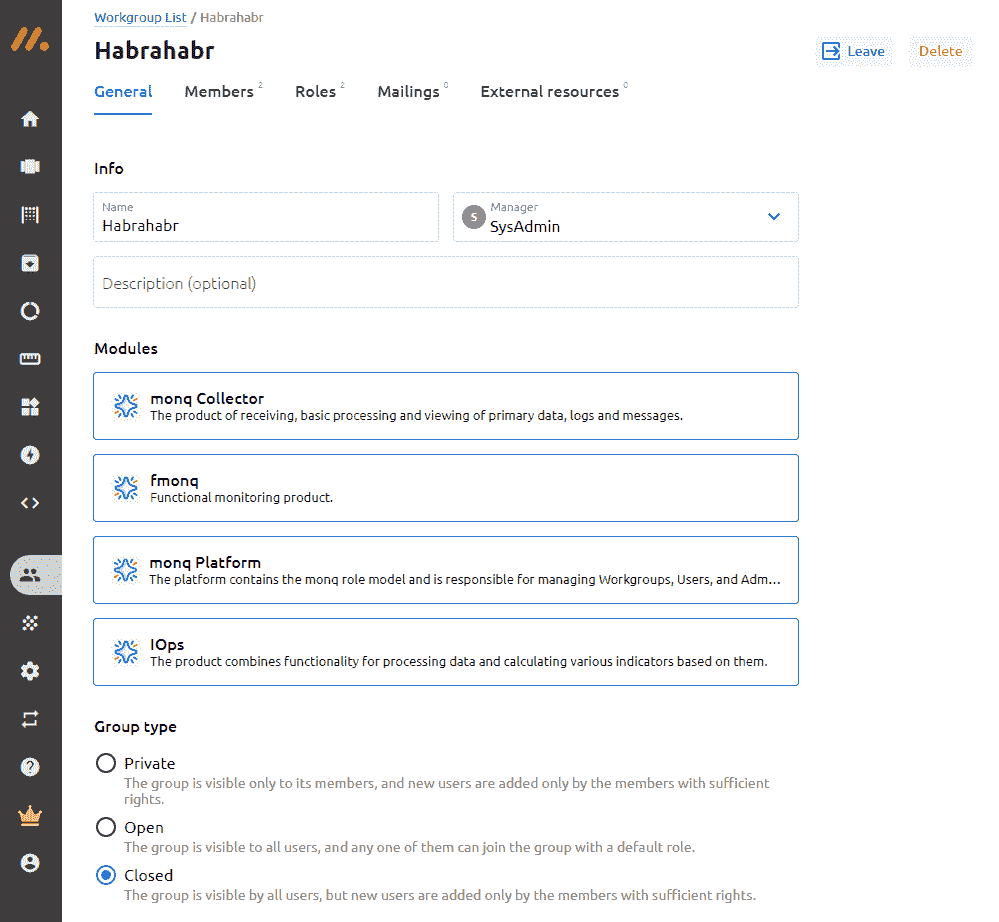 Workgroup List / Habrahabr
Habrahabr
Leave
Delete
General
Members 2
Roles 2
Mailings 0
External resources 0
Info
Name
Habrahabr
S
Manager
SysAdmin
Description (optional)
Modules
monq Collector
The product of receiving, basic processing and viewing of primary data, logs and messages.
fmonq
Functional monitoring product.
monq Platform
The platform contains the monq role model and is responsible for managing Workgroups, Users, and Adm...
IOps
The product combines functionality for processing data and calculating various indicators based on them.
Group type
Private
The group is visible only to its members, and new users are added only by the members with sufficient
rights.
Open
The group is visible to all users, and any one of them can join the group with a default role.
Closed
The group is visible by all users, but new users are added only by the members with sufficient rights.